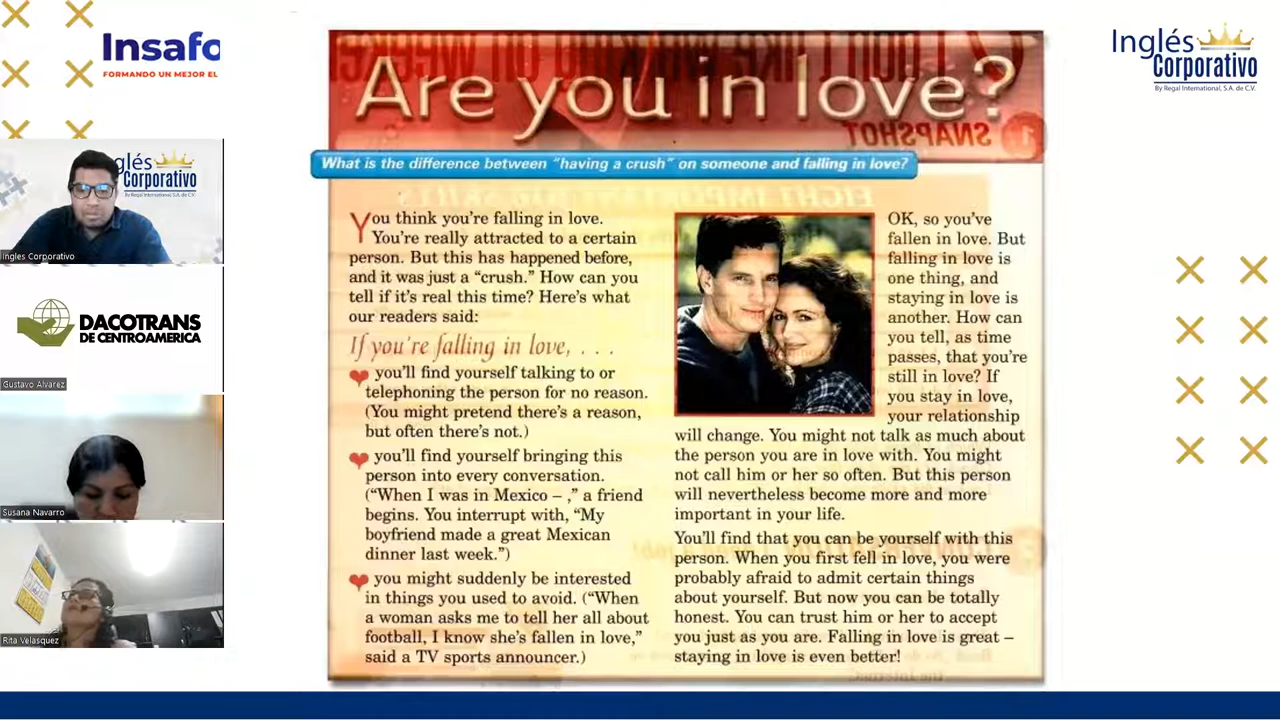 Insafo
FORMANDO UN MEJOR EL
Inglés
Corporativo
By Regal International, S.A. de C.V.
glés
Corporativo
By Regal International, S.A. de C.V.
Ingles Corporativo
DACOTRANS
DE CENTROAMERICA
Gustavo Alvarez
Susana Navarro
Rita Velasquez
Are you in love?
SNAPSHOT
What is the difference between "having a crush" on someone and falling in love?
You think you're falling in love.
You're really attracted to a certain
person. But this has happened before,
and it was just a "crush." How can you
tell if it's real this time? Here's what
our readers said:
If you're falling in love, . . .
you'll find yourself talking to or
telephoning the person for no reason.
(You might pretend there's a reason,
but often there's not.)
you'll find yourself bringing this
person into every conversation.
("When I was in Mexico – ," a friend
begins. You interrupt with, "My
boyfriend made a great Mexican
dinner last week.")
you might suddenly be interested
in things you used to avoid. ("When
a woman asks me to tell her all about
football, I know she's fallen in love,"
said a TV sports announcer.)
OK, so you've
fallen in love. But
falling in love is
one thing, and
staying in love is
another. How can
you tell, as time
passes, that you're
still in love? If
you stay in love,
your relationship
will change. You might not talk as much about
the person you are in love with. You might
not call him or her so often. But this person
will nevertheless become more and more
important in your life.
You'll find that you can be yourself with this
person. When you first fell in love, you were
probably afraid to admit certain things
about yourself. But now you can be totally
honest. You can trust him or her to accept
you just as you are. Falling in love is great –
staying in love is even better!